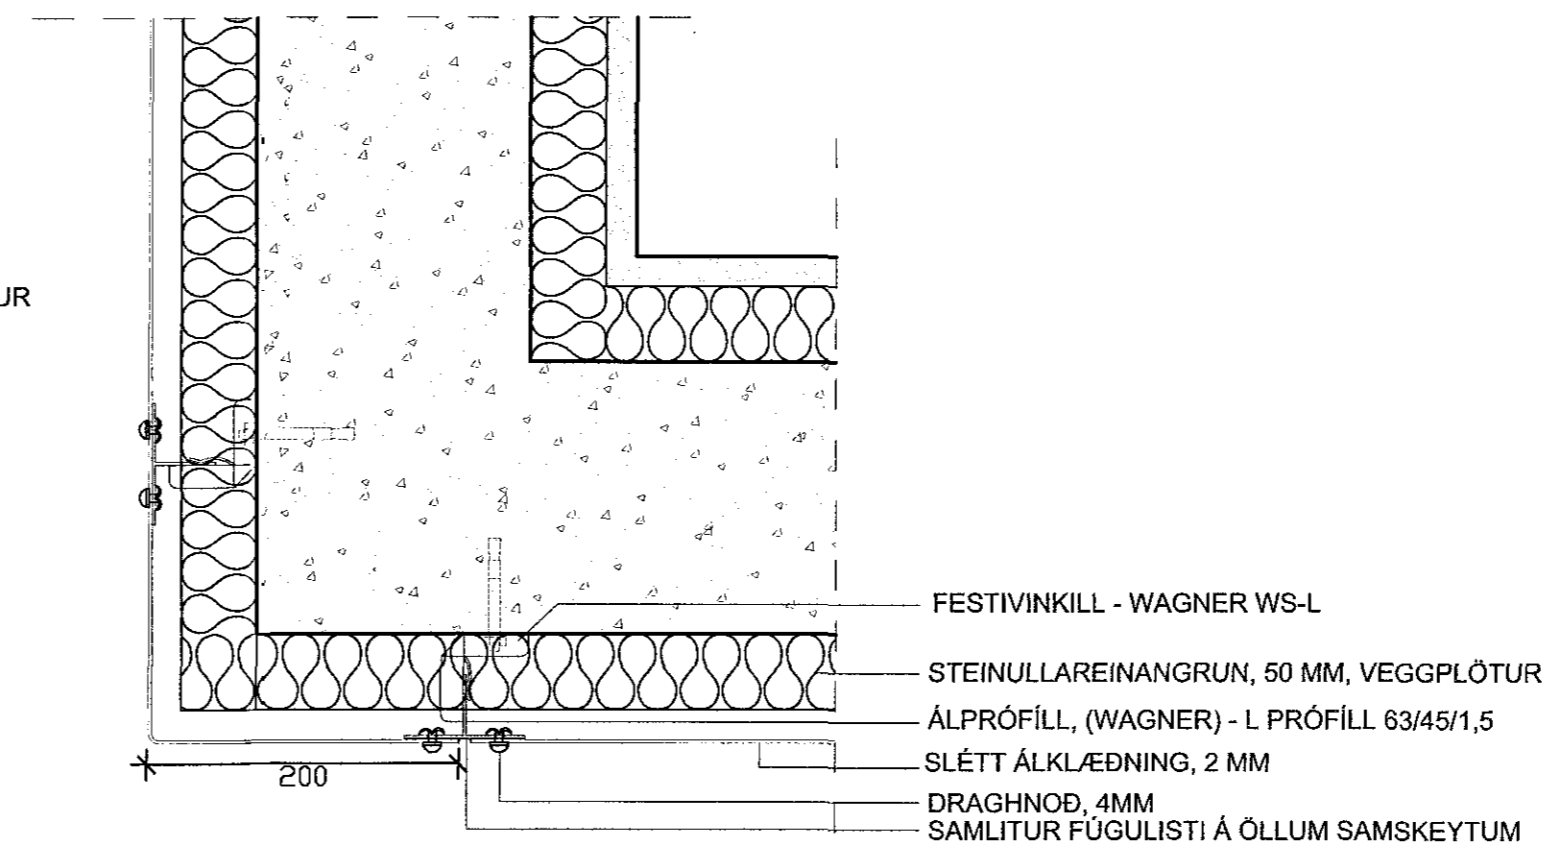 UR
FESTIVINKILL - WAGNER WS-L
STEINULLAREINANGRUN, 50 MM, VEGGPLÖTUR
ÁLPRÓFÍLL, (WAGNER) - L PRÓFÍLL 63/45/1,5
SLÉTT ÁLKLÆÐNING, 2 MM
200
DRAGHNOÐ, 4MM
SAMLITUR FÚGULISTI Á ÖLLUM SAMSKEYTUM